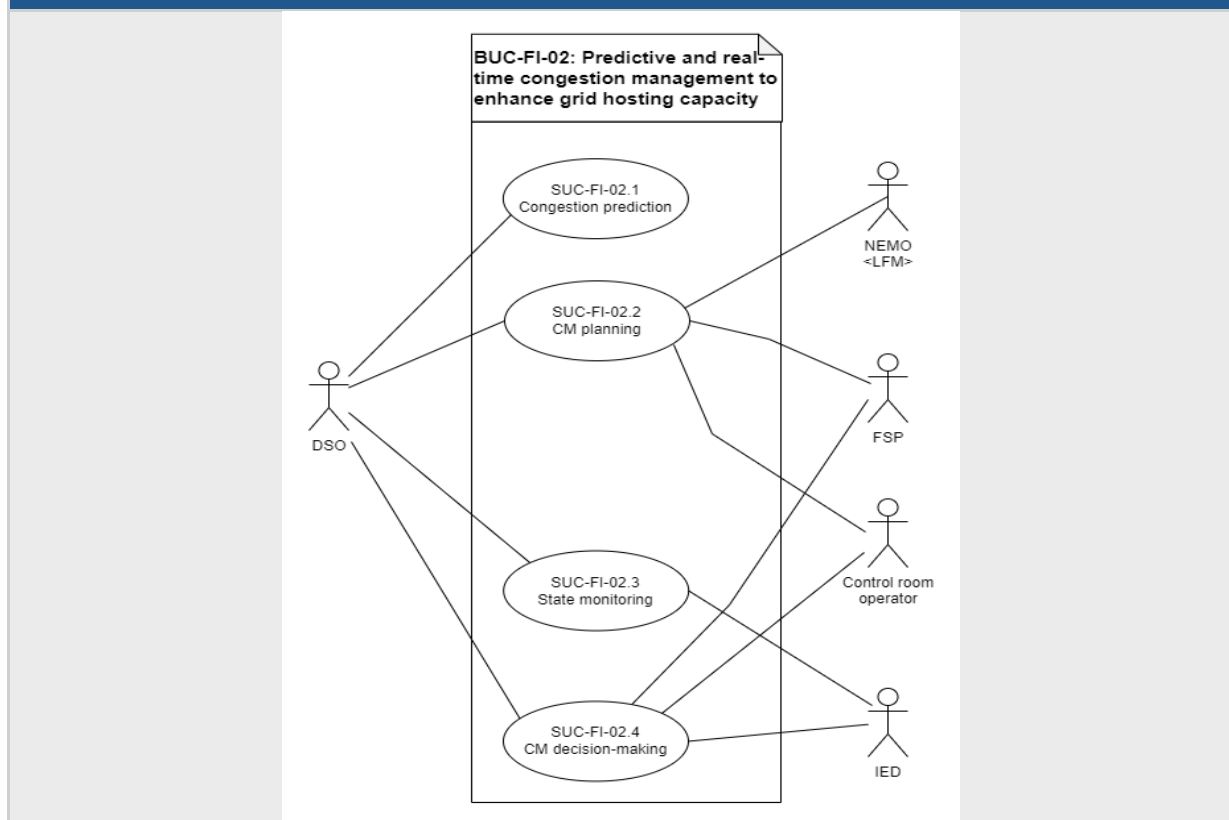 BUC-FI-02: Predictive and real-
time congestion management to
enhance grid hosting capacity
SUC-FI-02.1
Congestion prediction
NEMO
<LFM>
SUC-FI-02.2
CM planning
DSO
FSP
SUC-FI-02.3
State monitoring
Control room
operator
SUC-FI-02.4
CM decision-making
IED